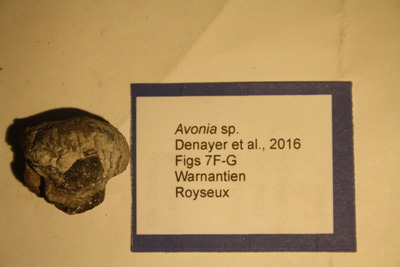 Avonia sp.
Denayer et al., 2016
Figs 7F-G
Warnantien
Royseux